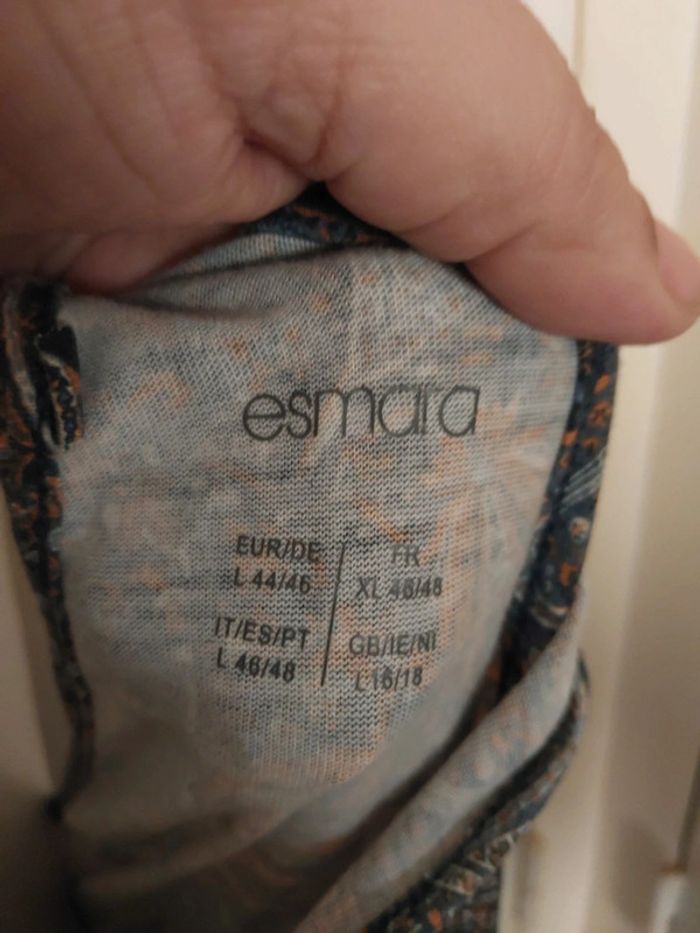 esmara
EUR/DE
L 44/46
FR
XL 46/48
IT/ES/PT
L 46/48
GB/IE/NI
L 16/18